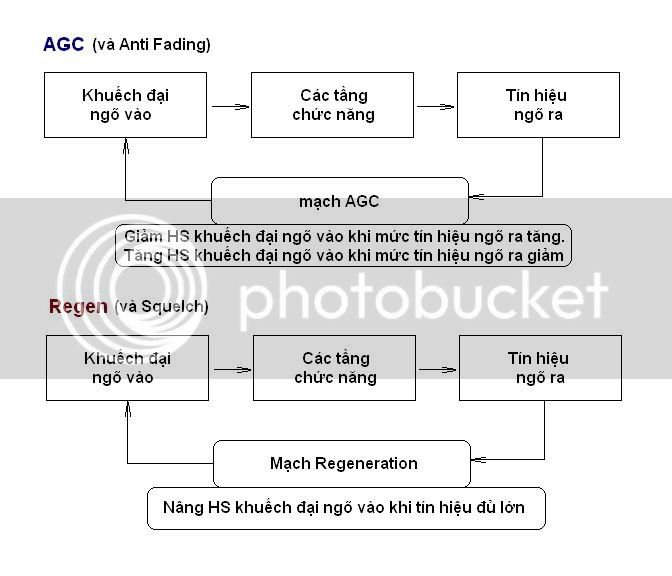 AGC (và Anti Fading)
Khuếch đại
ngõ vào
Các tầng
chức năng
Tín hiệu
ngõ ra
mạch AGC
Giảm HS khuếch đại ngõ vào khi mức tín hiệu ngõ ra tăng.
Tăng HS khuếch đại ngõ vào khi mức tín hiệu ngõ ra giảm
photobucket
Regen (và Squelch)
Khuếch đại
ngõ vào
Các tầng
chức năng
Tín hiệu
ngõ ra
Mạch Regeneration
Nâng HS khuếch đại ngõ vào khi tín hiệu đủ lớn